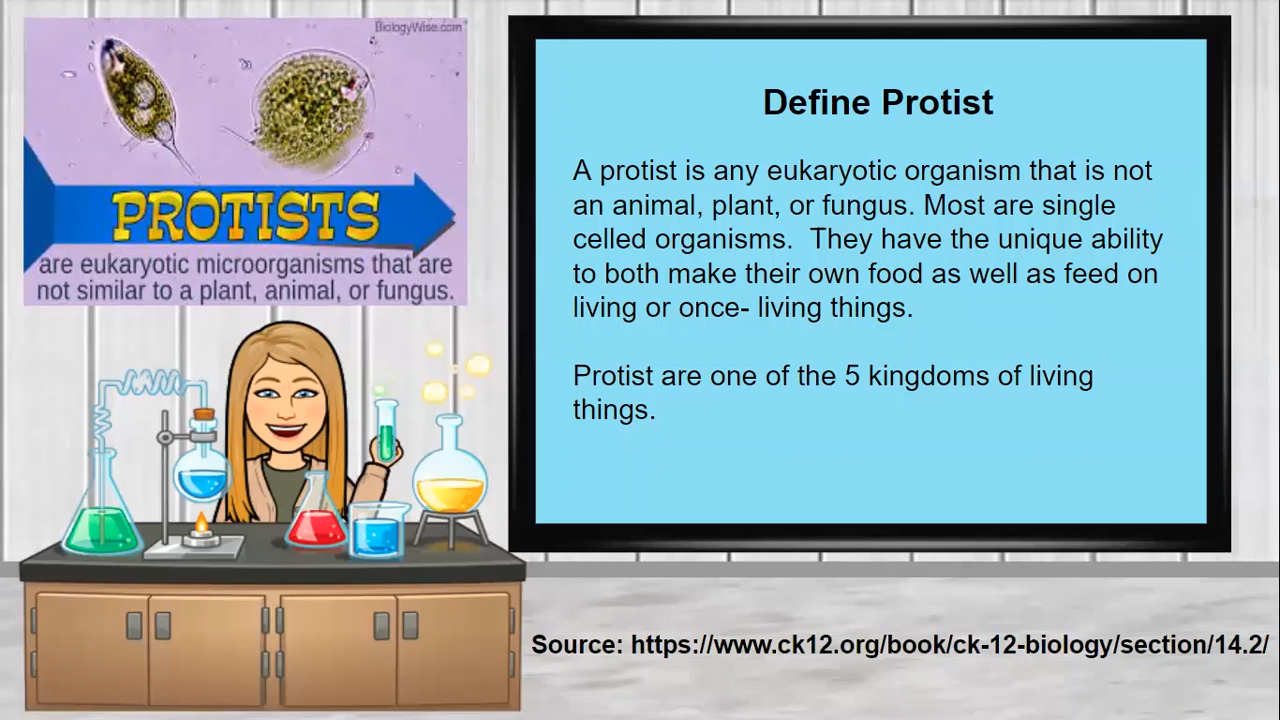 BiologyWise.com
PROTISTS
are eukaryotic microorganisms that are
not similar to a plant, animal, or fungus.
Define Protist
A protist is any eukaryotic organism that is not
an animal, plant, or fungus. Most are single
celled organisms.  They have the unique ability
to both make their own food as well as feed on
living or once- living things.
Protist are one of the 5 kingdoms of living
things.
Source: https://www.ck12.org/book/ck-12-biology/section/14.2/